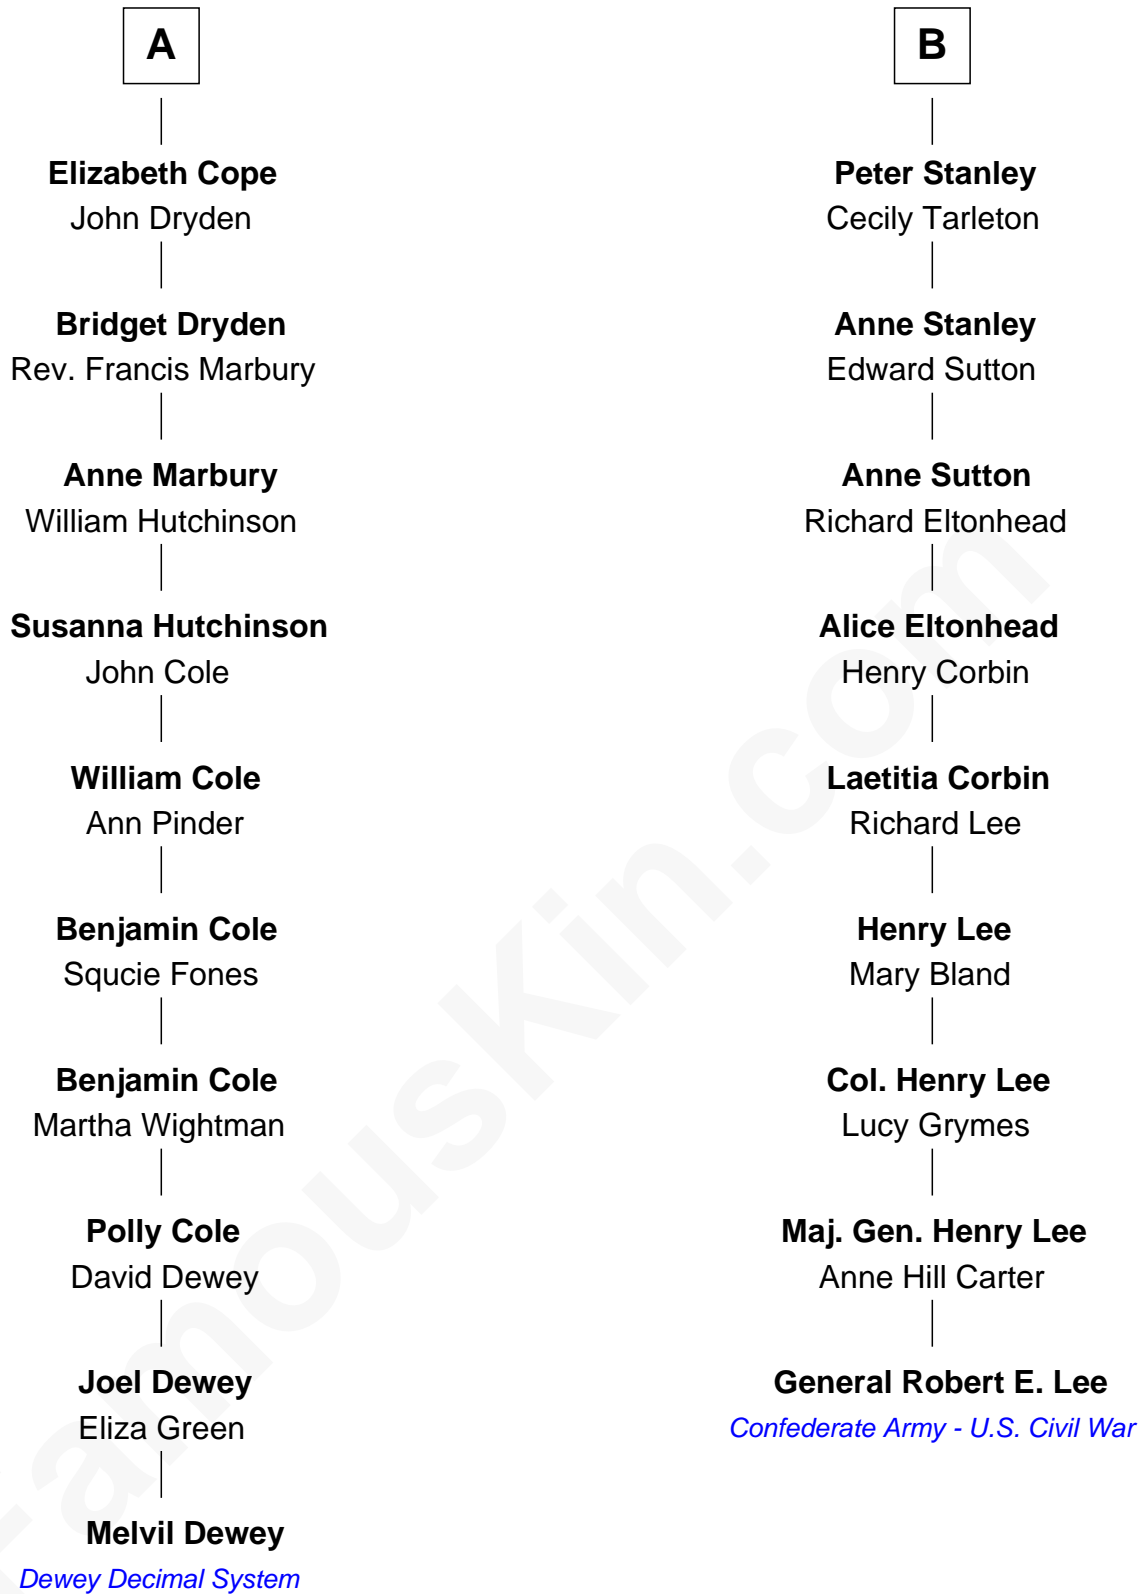 A
Elizabeth Cope
John Dryden
Bridget Dryden
Rev. Francis Marbury
Anne Marbury
William Hutchinson
Susanna Hutchinson
John Cole
William Cole
Ann Pinder
Benjamin Cole
Squcie Fones
Benjamin Cole
Martha Wightman
Polly Cole
David Dewey
Joel Dewey
Eliza Green
Melvil Dewey
Dewey Decimal System
B
Peter Stanley
Cecily Tarleton
Anne Stanley
Edward Sutton
Anne Sutton
Richard Eltonhead
Alice Eltonhead
Henry Corbin
Laetitia Corbin
Richard Lee
Henry Lee
Mary Bland
Col. Henry Lee
Lucy Grymes
Maj. Gen. Henry Lee
Anne Hill Carter
General Robert E. Lee
Confederate Army - U.S. Civil War
FamousKin.com